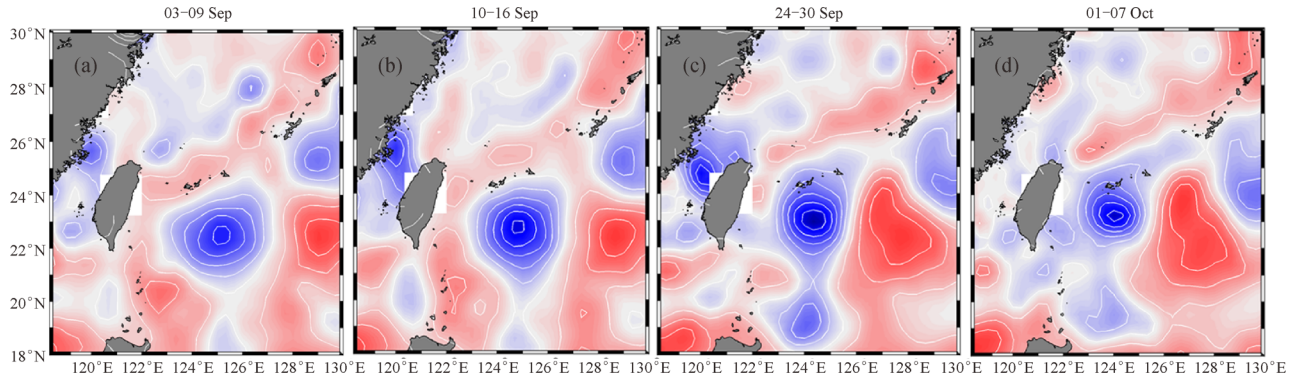 03−09 Sep
10−16 Sep
24−30 Sep
01−07 Oct
30°N
28°N
26°N
24°N
22°N
20°N
18°N
(a)
(b)
(c)
(d)
120°E 122°E 124°E 126°E 128°E 130°E 120°E 122°E 124°E 126°E 128°E 130°E 120°E 122°E 124°E 126°E 128°E 130°E 120°E 122°E 124°E 126°E 128°E 130°E